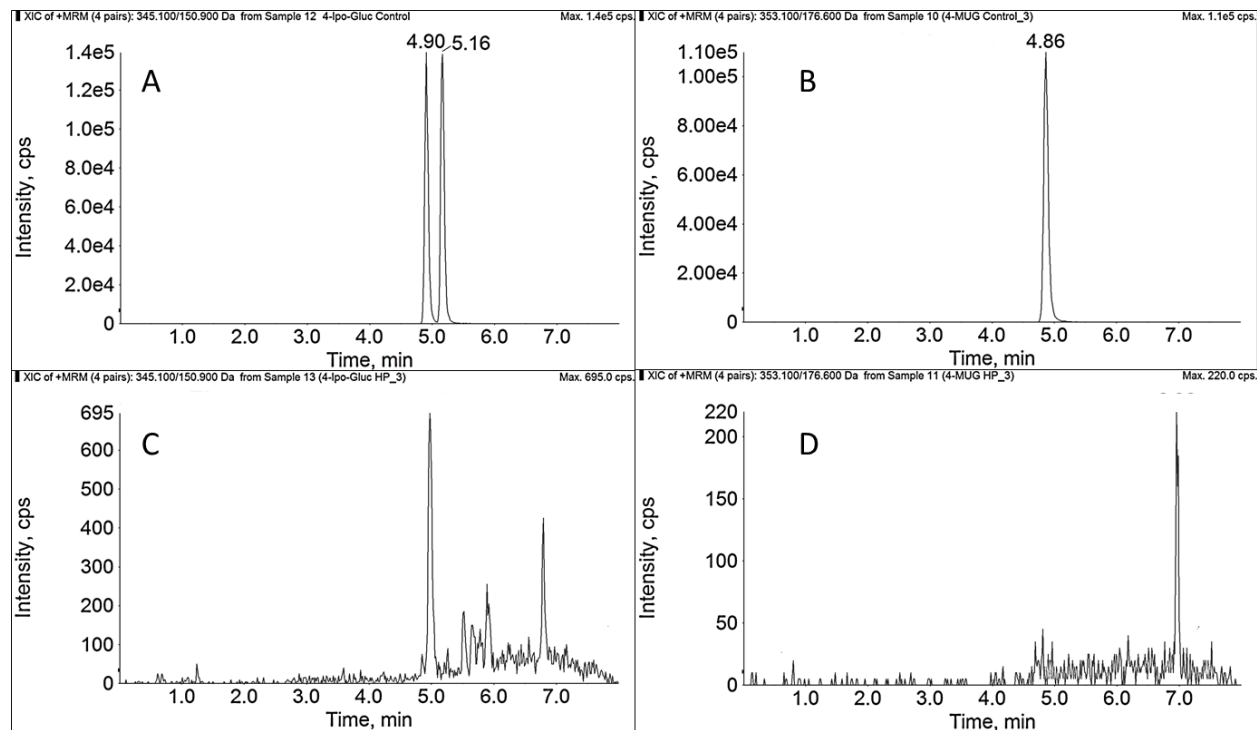 XIC of +MRM (4 pairs): 345.100/150.900 Da from Sample 12 4-Ipo-Gluc Control Max. 1.4e5 cps.
A
4.90 5.16
1.4e5
1.2e5
1.0e5
8.0e4
6.0e4
4.0e4
2.0e4
0
Intensity, cps
1.0 2.0 3.0 4.0 5.0 6.0 7.0
Time, min
XIC of +MRM (4 pairs): 353.100/176.600 Da from Sample 10 (4-MUG Control_3) Max. 1.1e5 cps.
B
4.86
1.10e5
1.00e5
8.00e4
6.00e4
4.00e4
2.00e4
0
Intensity, cps
1.0 2.0 3.0 4.0 5.0 6.0 7.0
Time, min
XIC of +MRM (4 pairs): 345.100/150.900 Da from Sample 13 (4-Ipo-Gluc HP_3) Max. 695.0 cps.
C
695
600
500
400
300
200
100
0
Intensity, cps
1.0 2.0 3.0 4.0 5.0 6.0 7.0
Time, min
XIC of +MRM (4 pairs): 353.100/176.600 Da from Sample 11 (4-MUG HP_3) Max. 220.0 cps.
D
220
200
150
100
50
0
Intensity, cps
1.0 2.0 3.0 4.0 5.0 6.0 7.0
Time, min